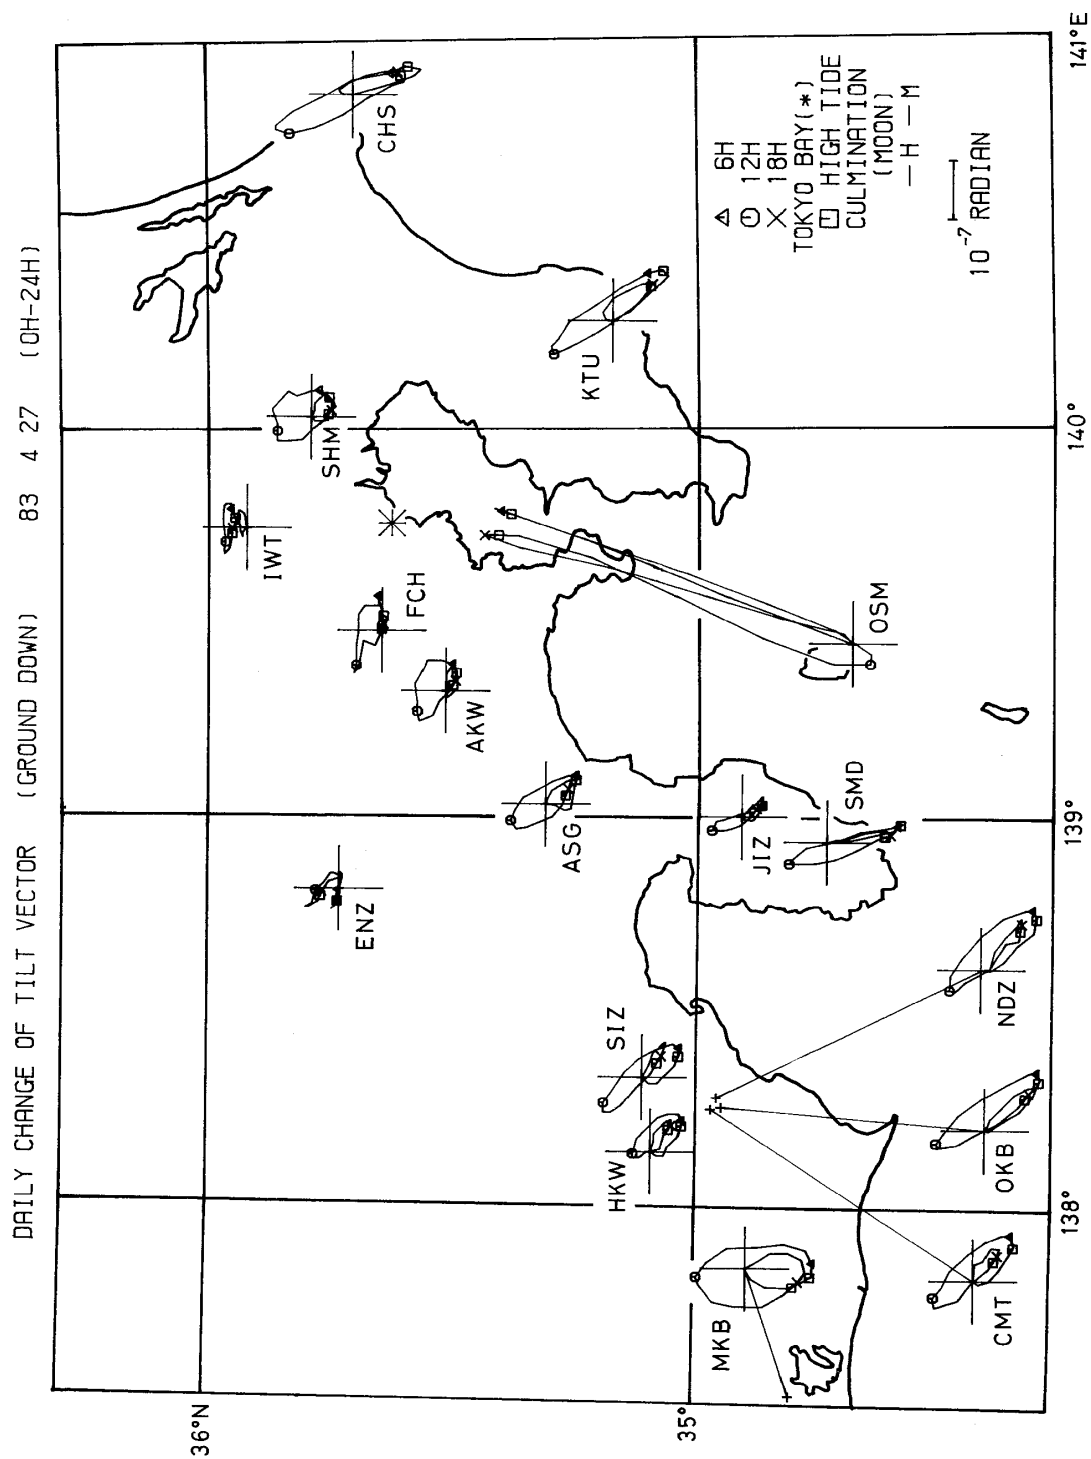 DAILY CHANGE OF TILT VECTOR (GROUND DOWN) 83 4 27 (0H-24H)
36°N
35°
138°
139°
140°
141°E
CHS
SHM
IWT
FCH
AKW
ENZ
ASG
KTU
OSM
JIZ
SMD
SIZ
HKW
MKB
NDZ
OKB
CMT
6H
12H
18H
TOKYO BAY(*)
HIGH TIDE
CULMINATION
(MOON)
— H — M
10⁻⁷ RADIAN